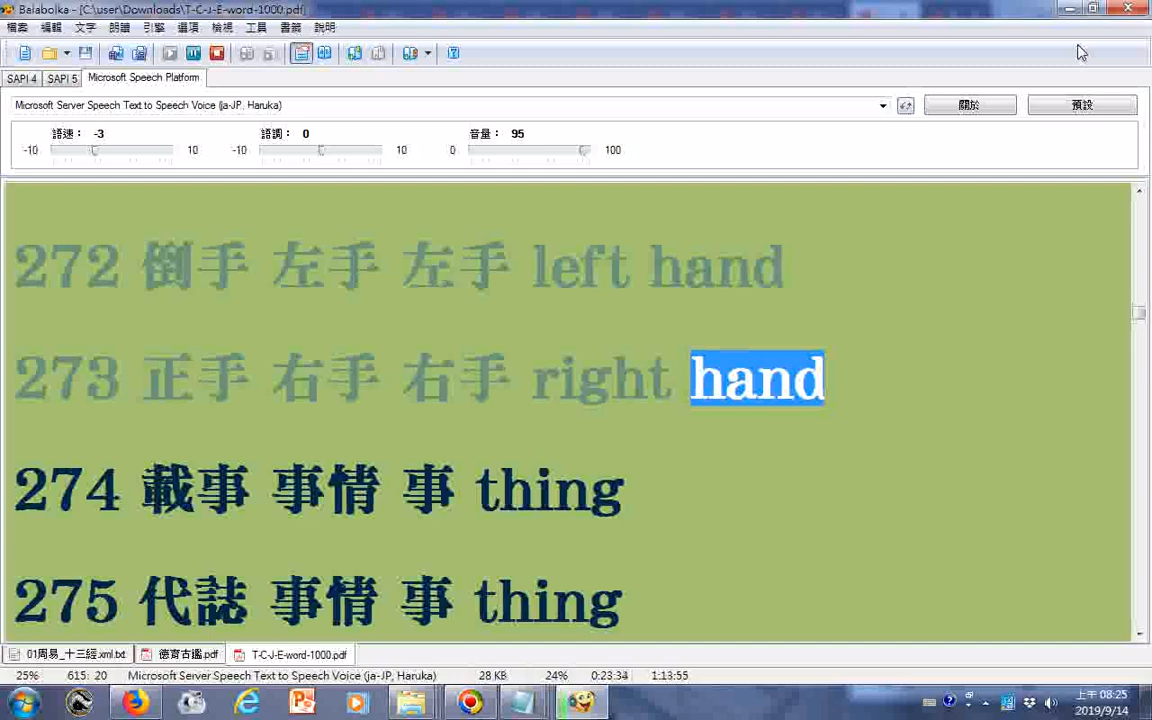 Balabolka - [C:\user\Downloads\T-C-J-E-word-1000.pdf]
檔案 編輯 文字 朗讀 引擎 選項 檢視 工具 書籤 說明
SAPI 4 SAPI 5 Microsoft Speech Platform
Microsoft Server Speech Text to Speech Voice (ja-JP, Haruka) 關於 預設
語速： -3 語調： 0 音量： 95
-10 10 -10 10 0 100
272 倒手 左手 左手 left hand
273 正手 右手 右手 right hand
274 載事 事情 事 thing
275 代誌 事情 事 thing
01周易_十三經.xml.txt 德育古鑑.pdf T-C-J-E-word-1000.pdf
25% 615: 20 Microsoft Server Speech Text to Speech Voice (ja-JP, Haruka) 28 KB 24% 0:23:34 1:13:55
上午 08:25
2019/9/14